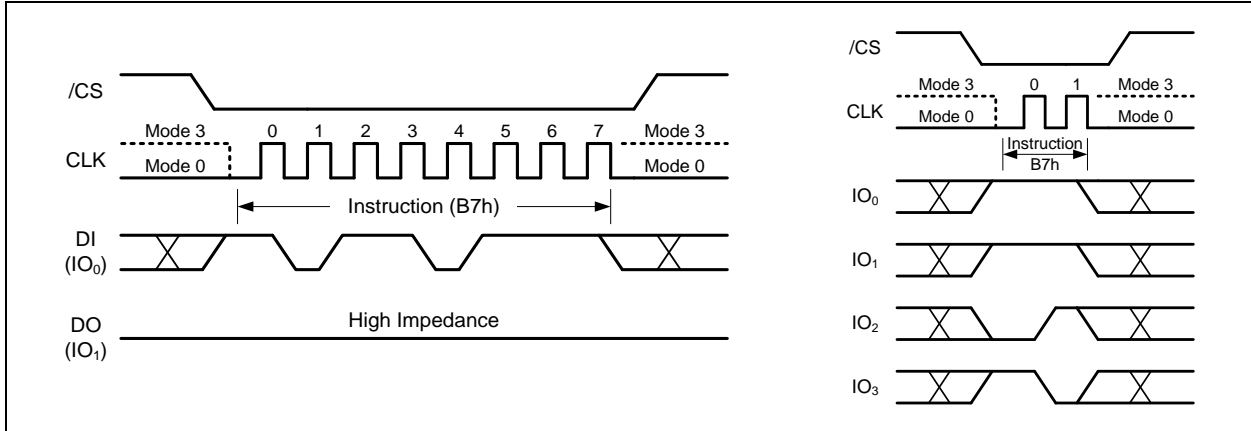 /CS
Mode 3 0 1 2 3 4 5 6 7 Mode 3
CLK
Mode 0 Mode 0
Instruction (B7h)
DI
(IO0)
High Impedance
DO
(IO1)
/CS
Mode 3 0 1 Mode 3
CLK
Mode 0 Mode 0
Instruction
B7h
IO0
IO1
IO2
IO3